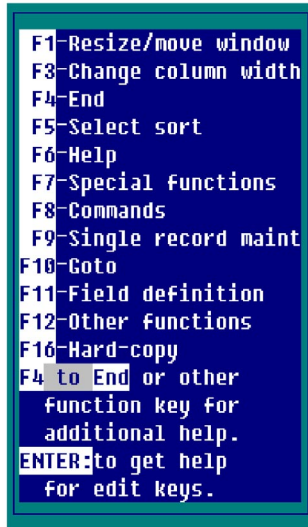 F1-Resize/move window
F3-Change column width
F4-End
F5-Select sort
F6-Help
F7-Special functions
F8-Commands
F9-Single record maint
F10-Goto
F11-Field definition
F12-Other functions
F16-Hard-copy
F4 to End or other
function key for
additional help.
ENTER:to get help
for edit keys.